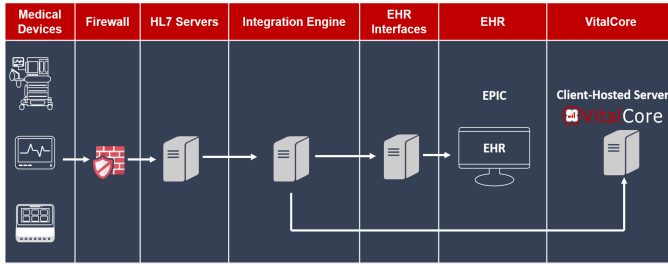 Medical
Devices
Firewall
HL7 Servers
Integration Engine
EHR
Interfaces
EHR
VitalCore
EPIC
EHR
Client-Hosted Server
VitalCore